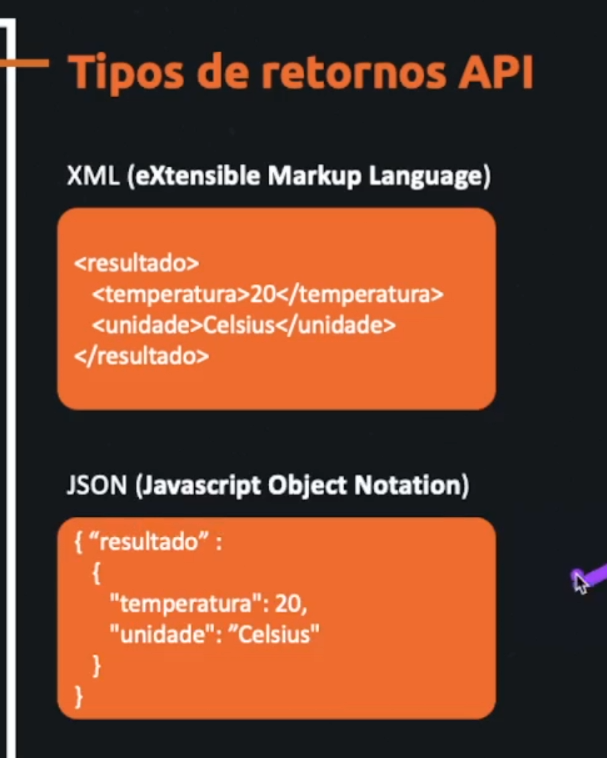 Tipos de retornos API
XML (eXtensible Markup Language)
<resultado>
<temperatura>20</temperatura>
<unidade>Celsius</unidade>
</resultado>
JSON (Javascript Object Notation)
{ “resultado” :
{
"temperatura": 20,
"unidade": ”Celsius"
}
}